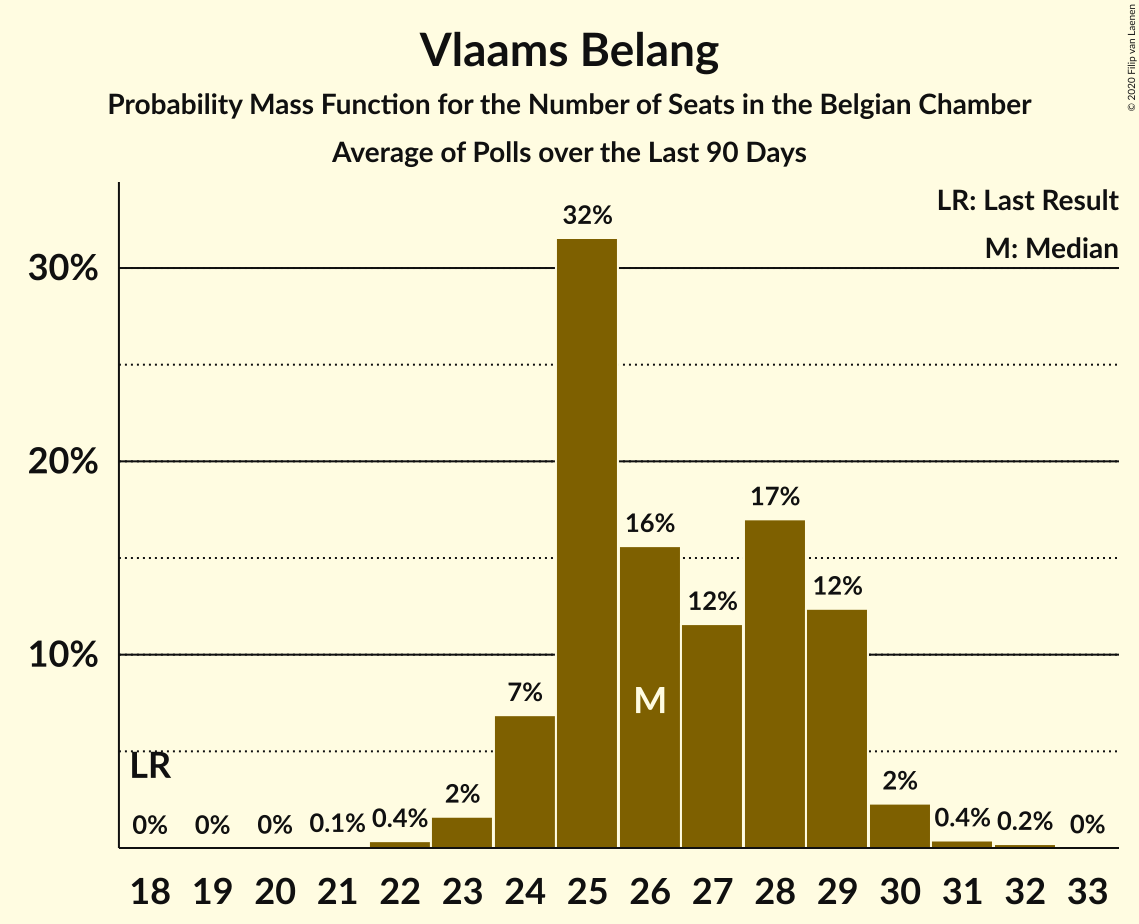 Vlaams Belang
Probability Mass Function for the Number of Seats in the Belgian Chamber
Average of Polls over the Last 90 Days
© 2020 Filip van Laenen
LR: Last Result
M: Median
30%
20%
10%
32%
17%
16%
12%
12%
7%
M
LR
2%
2%
0% 0% 0% 0.1% 0.4% 0.4% 0.2% 0%
18 19 20 21 22 23 24 25 26 27 28 29 30 31 32 33